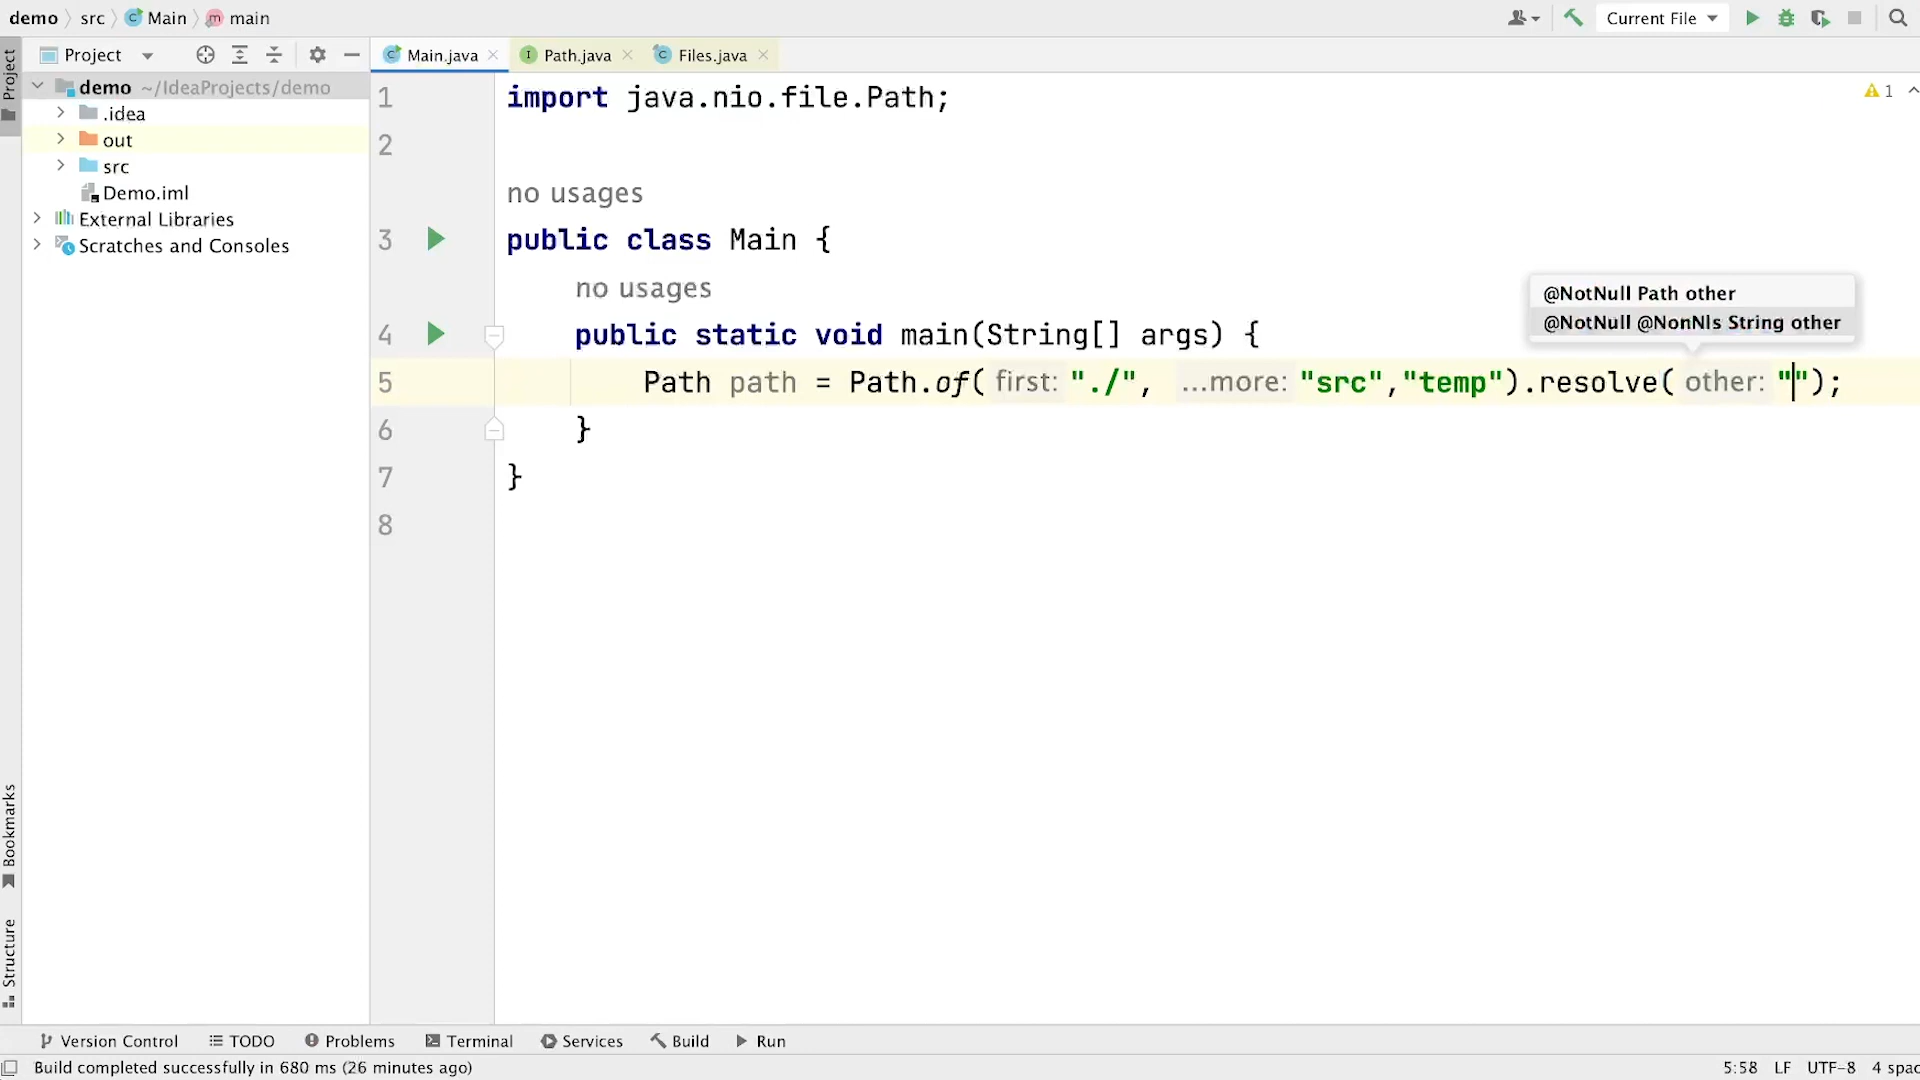 demo src Main main
Current File
Project
Main.java
Path.java
Files.java
Project
demo ~/IdeaProjects/demo
.idea
out
src
Demo.iml
External Libraries
Scratches and Consoles
1 import java.nio.file.Path;
1
2
no usages
3 public class Main {
no usages
@NotNull Path other
@NotNull @NonNls String other
4 public static void main(String[] args) {
5 Path path = Path.of( first: "./", ...more: "src","temp").resolve( other: "");
6 }
7 }
8
Bookmarks
Structure
Version Control TODO Problems Terminal Services Build Run
Build completed successfully in 680 ms (26 minutes ago)
5:58 LF UTF-8 4 spac